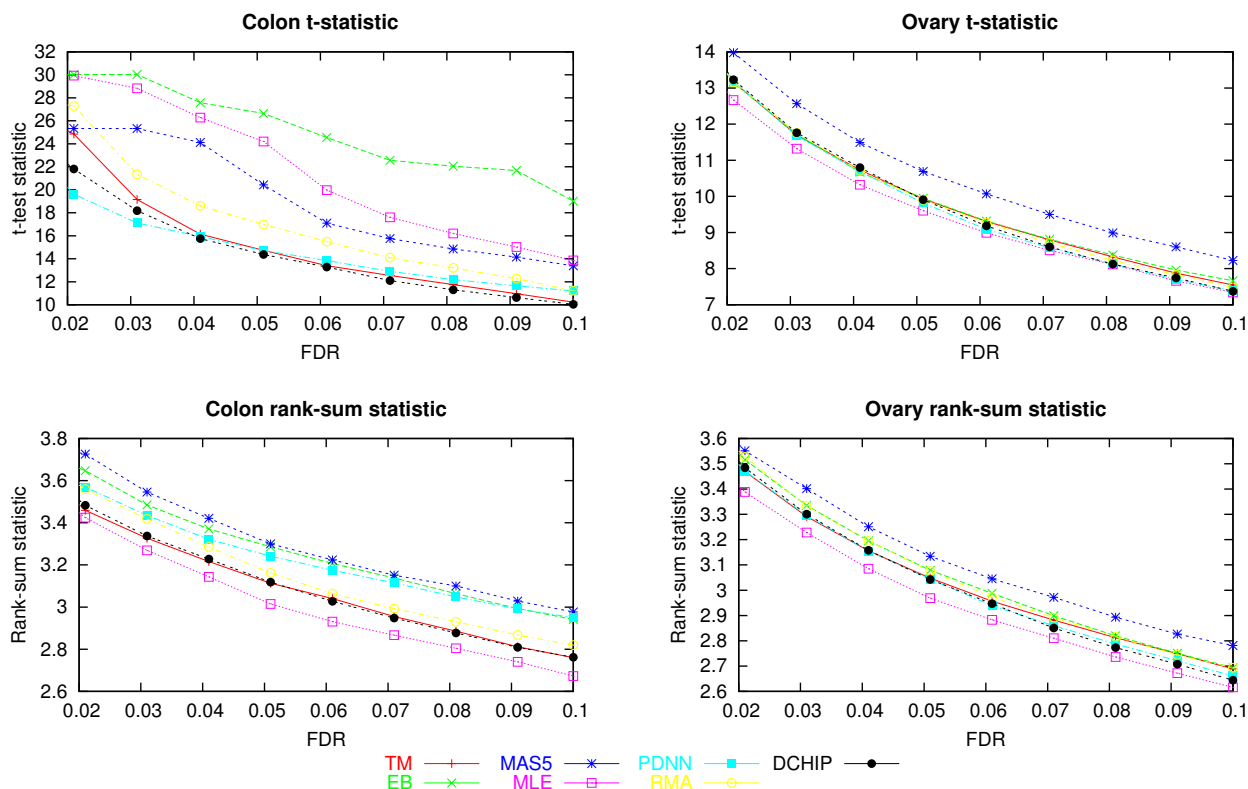 Colon t-statistic
t-test statistic
32
30
28
26
24
22
20
18
16
14
12
10
0.02 0.03 0.04 0.05 0.06 0.07 0.08 0.09 0.1
FDR
Ovary t-statistic
t-test statistic
14
13
12
11
10
9
8
7
0.02 0.03 0.04 0.05 0.06 0.07 0.08 0.09 0.1
FDR
Colon rank-sum statistic
Rank-sum statistic
3.8
3.6
3.4
3.2
3
2.8
2.6
0.02 0.03 0.04 0.05 0.06 0.07 0.08 0.09 0.1
FDR
Ovary rank-sum statistic
Rank-sum statistic
3.6
3.5
3.4
3.3
3.2
3.1
3
2.9
2.8
2.7
2.6
0.02 0.03 0.04 0.05 0.06 0.07 0.08 0.09 0.1
FDR
TM MAS5 PDNN DCHIP
EB MLE RMA